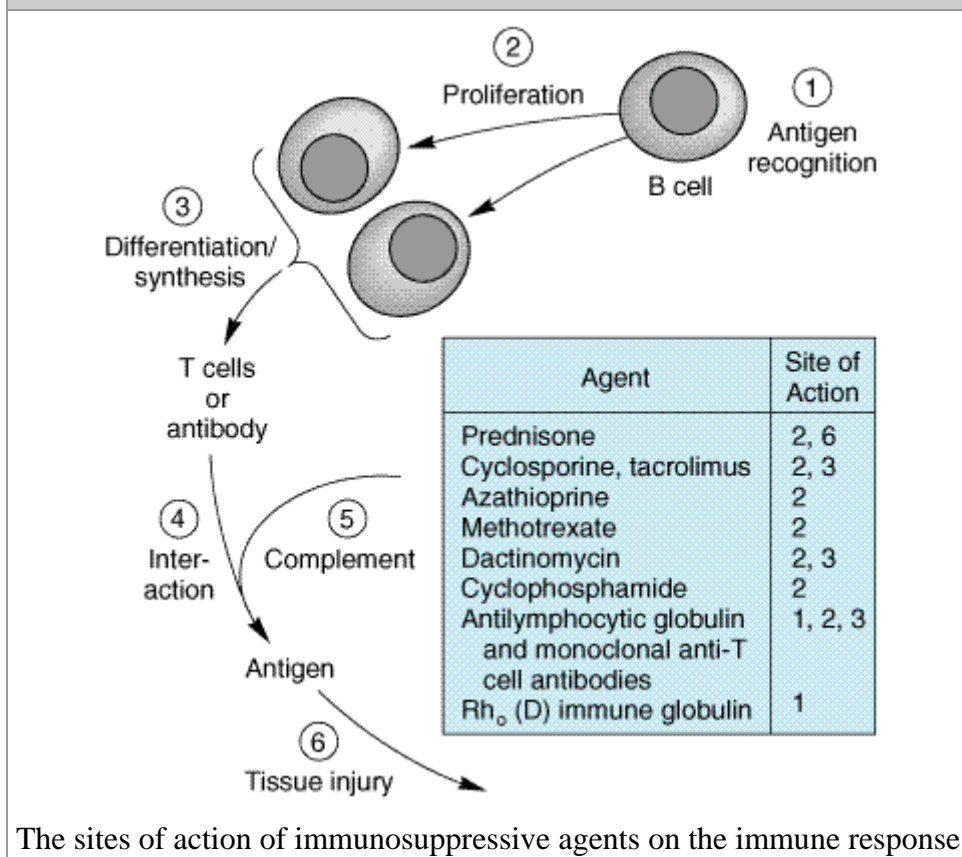 2
Proliferation
1
Antigen
recognition
B cell
3
Differentiation/
synthesis
T cells
or
antibody
4
Inter-
action
5
Complement
Antigen
6
Tissue injury
Agent Site of
Action
Prednisone 2, 6
Cyclosporine, tacrolimus 2, 3
Azathioprine 2
Methotrexate 2
Dactinomycin 2, 3
Cyclophosphamide 2
Antilymphocytic globulin 1, 2, 3
and monoclonal anti-T
cell antibodies
Rho (D) immune globulin 1
The sites of action of immunosuppressive agents on the immune response